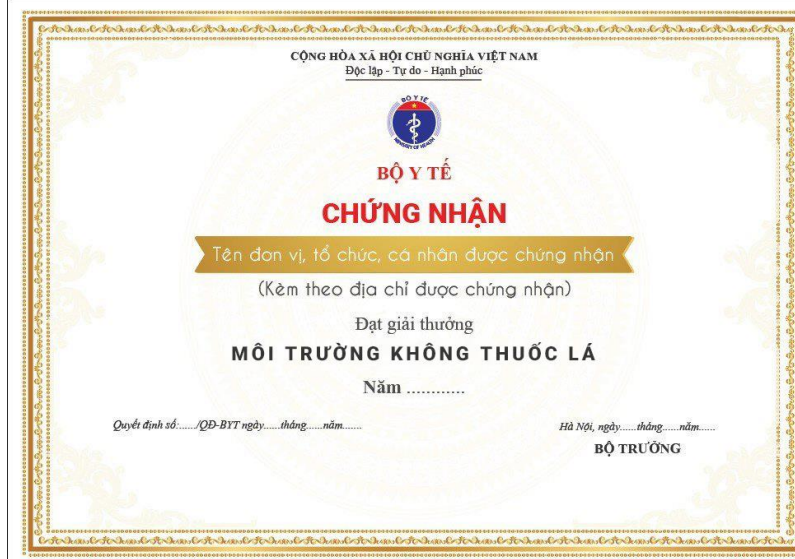 CỘNG HÒA XÃ HỘI CHỦ NGHĨA VIỆT NAM
Độc lập - Tự do - Hạnh phúc
BỘ Y TẾ
MINISTRY OF HEALTH
BỘ Y TẾ
CHỨNG NHẬN
Tên đơn vị, tổ chức, cá nhân được chứng nhận
(Kèm theo địa chỉ được chứng nhận)
Đạt giải thưởng
MÔI TRƯỜNG KHÔNG THUỐC LÁ
Năm ............
Quyết định số:....../QĐ-BYT ngày......tháng......năm.......
Hà Nội, ngày......tháng......năm......
BỘ TRƯỞNG